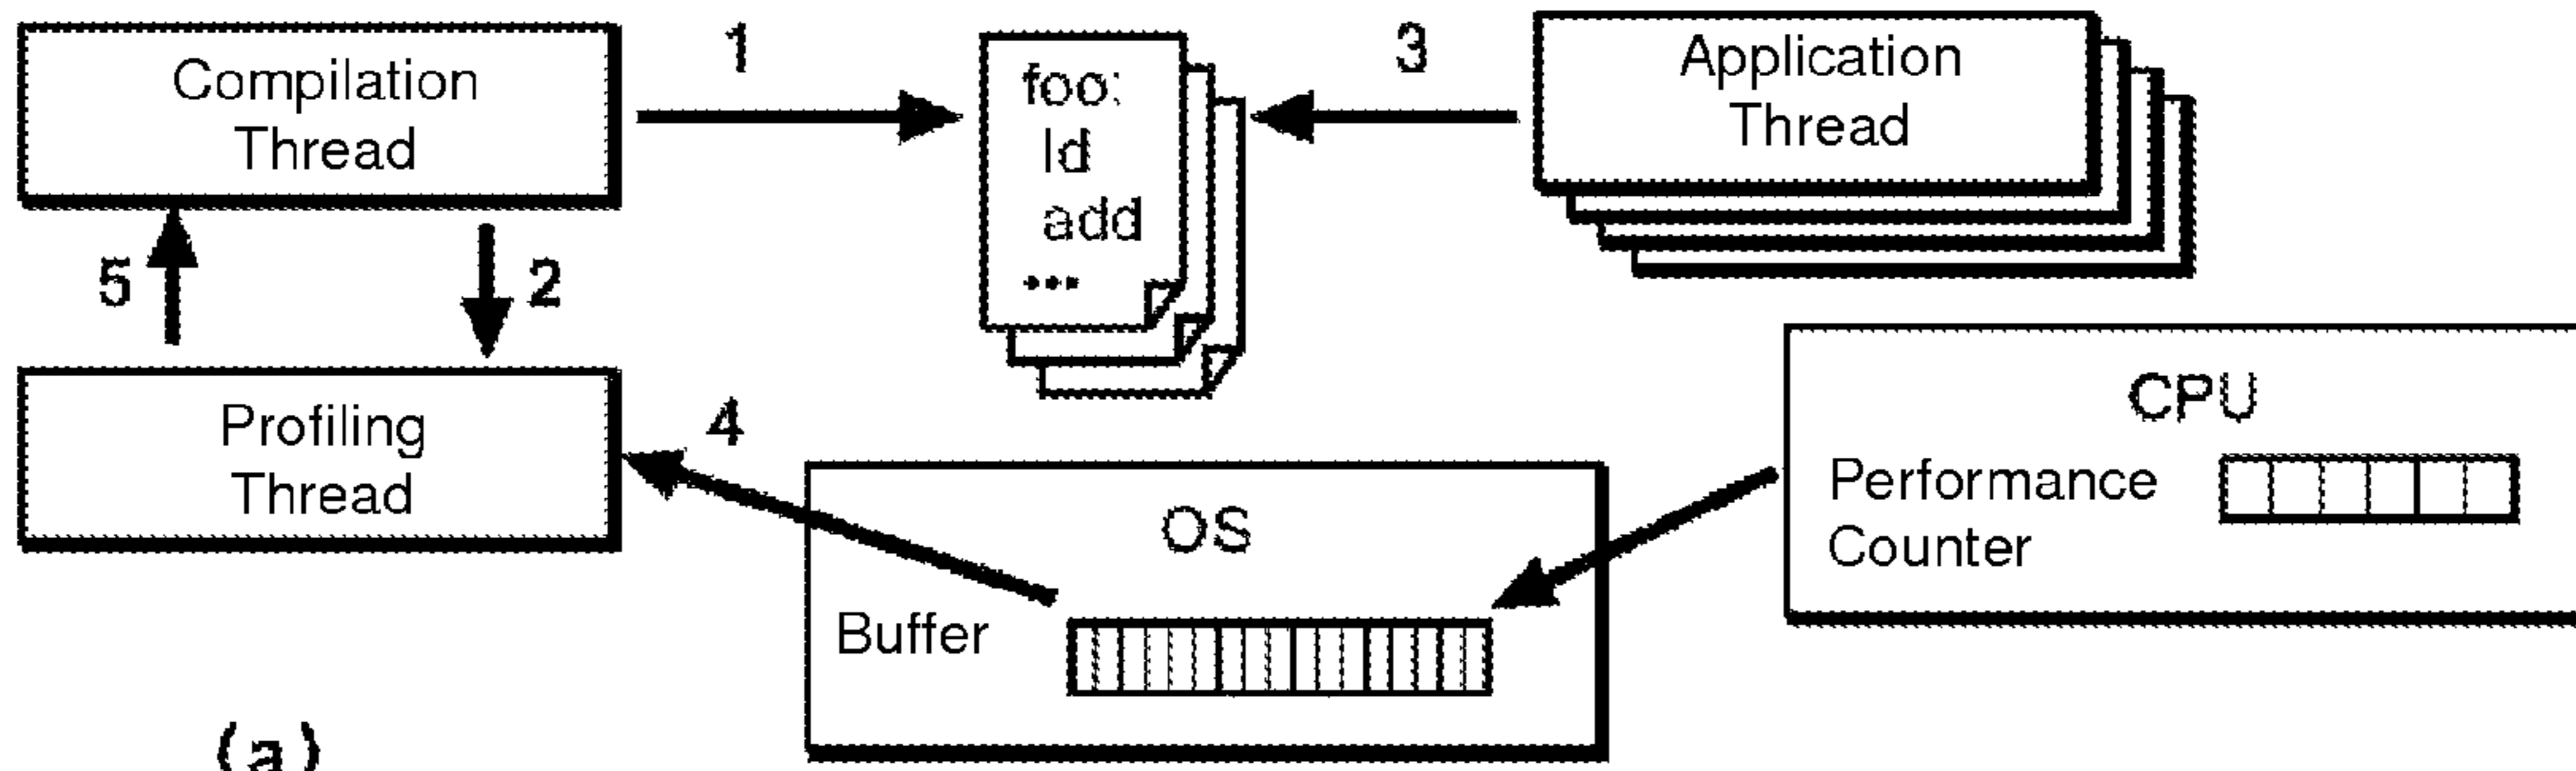 Compilation
Thread
1
foo:
ld
add
...
3
Application
Thread
5
2
Profiling
Thread
4
OS
Buffer
CPU
Performance
Counter
(a)